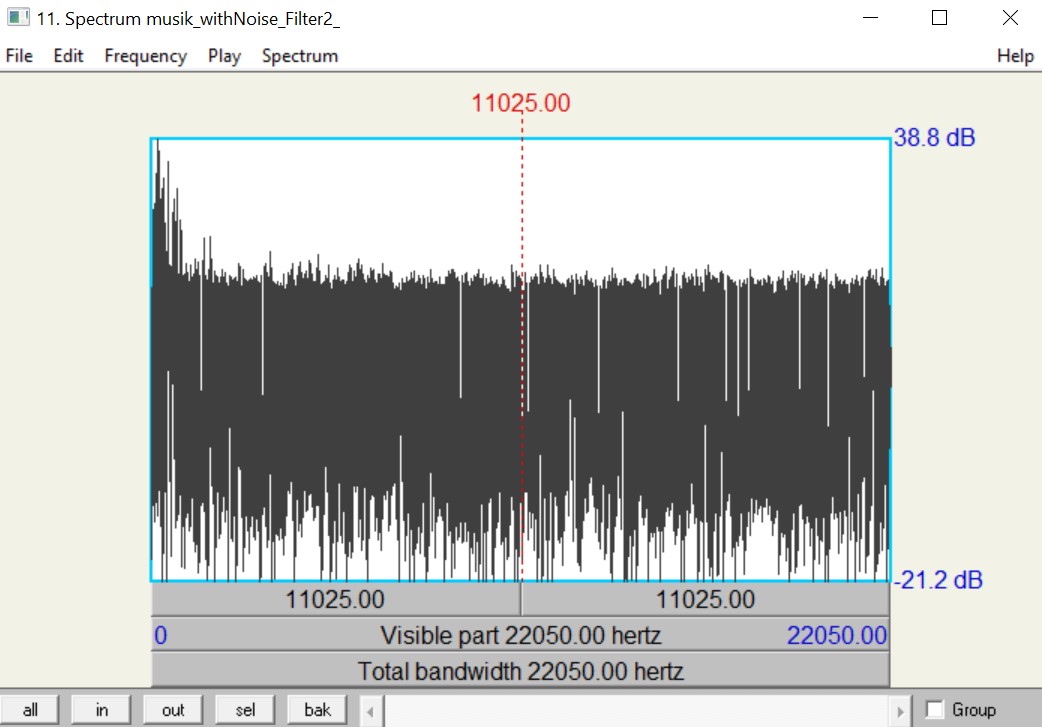 11. Spectrum musik_withNoise_Filter2_
File Edit Frequency Play Spectrum Help
11025.00
38.8 dB
-21.2 dB
11025.00 11025.00
0 Visible part 22050.00 hertz 22050.00
Total bandwidth 22050.00 hertz
all in out sel bak Group